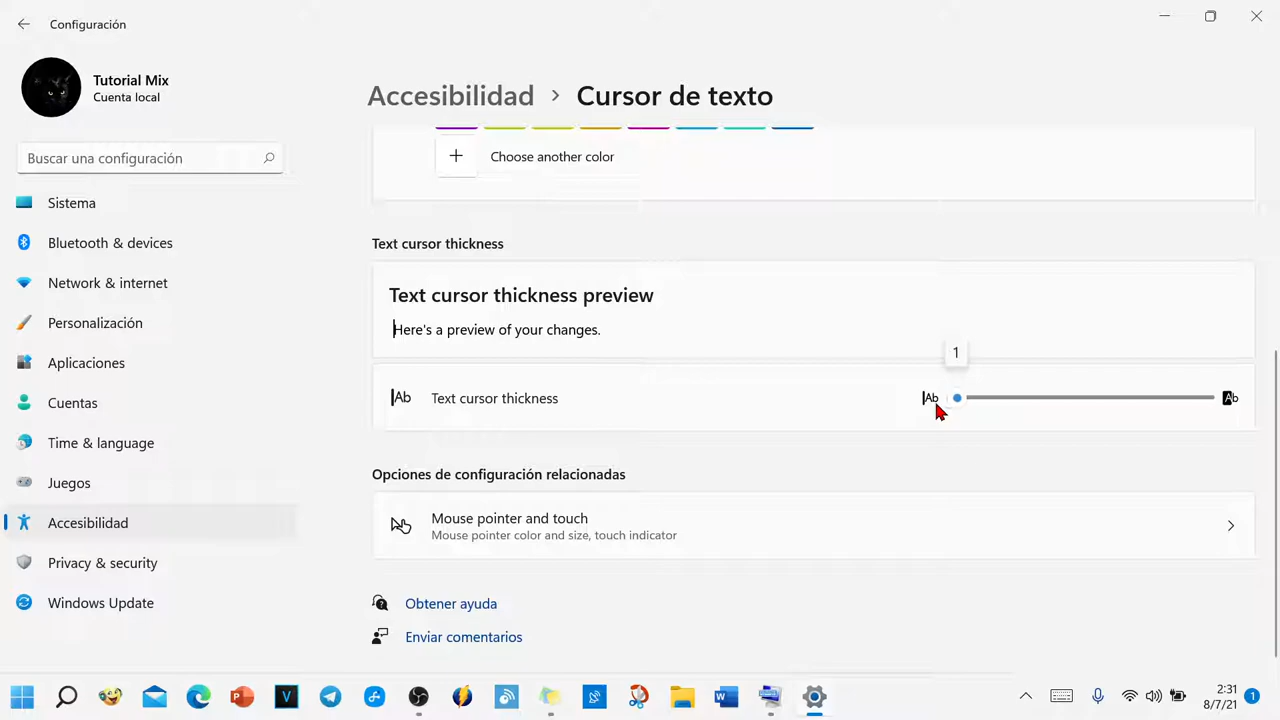 Configuración
Tutorial Mix
Cuenta local
Buscar una configuración
Sistema
Bluetooth & devices
Network & internet
Personalización
Aplicaciones
Cuentas
Time & language
Juegos
Accesibilidad
Privacy & security
Windows Update
Accesibilidad > Cursor de texto
Choose another color
Text cursor thickness
Text cursor thickness preview
Here's a preview of your changes.
1
Ab Text cursor thickness Ab Ab
Opciones de configuración relacionadas
Mouse pointer and touch
Mouse pointer color and size, touch indicator
Obtener ayuda
Enviar comentarios
P V W 2:31 1
8/7/21